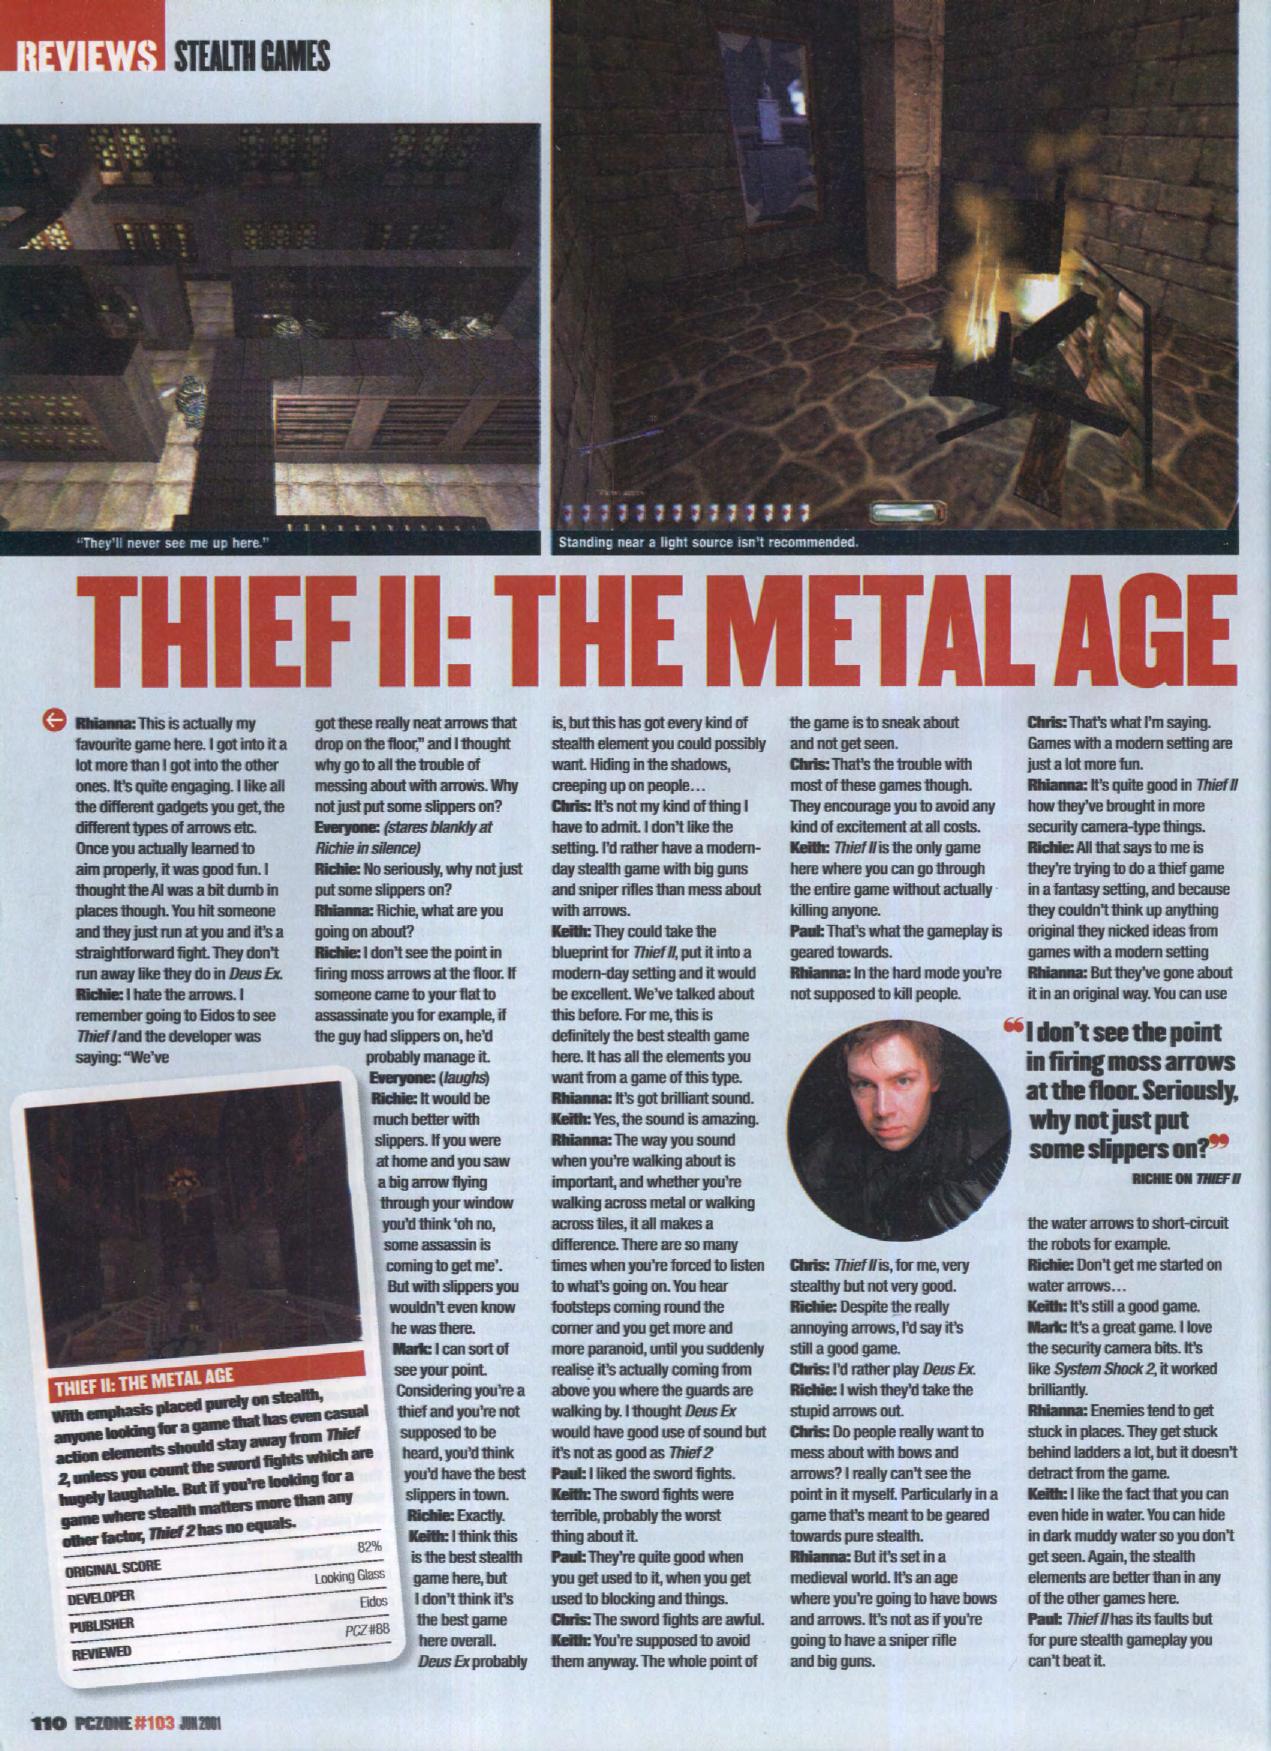 REVIEWS STEALTH GAMES
"They'll never see me up here."
Standing near a light source isn't recommended.
THIEF II: THE METAL AGE
Rhianna: This is actually my
favourite game here. I got into it a
lot more than I got into the other
ones. It's quite engaging. I like all
the different gadgets you get, the
different types of arrows etc.
Once you actually learned to
aim properly, it was good fun. I
thought the AI was a bit dumb in
places though. You hit someone
and they just run at you and it's a
straightforward fight. They don't
run away like they do in Deus Ex.
Richie: I hate the arrows. I
remember going to Eidos to see
Thief I and the developer was
saying: "We've
got these really neat arrows that
drop on the floor," and I thought
why go to all the trouble of
messing about with arrows. Why
not just put some slippers on?
Everyone: (stares blankly at
Richie in silence)
Richie: No seriously, why not just
put some slippers on?
Rhianna: Richie, what are you
going on about?
Richie: I don't see the point in
firing moss arrows at the floor. If
someone came to your flat to
assassinate you for example, if
the guy had slippers on, he'd
probably manage it.
Everyone: (laughs)
Richie: It would be
much better with
slippers. If you were
at home and you saw
a big arrow flying
through your window
you'd think 'oh no,
some assassin is
coming to get me'.
But with slippers you
wouldn't even know
he was there.
Mark: I can sort of
see your point.
Considering you're a
thief and you're not
supposed to be
heard, you'd think
you'd have the best
slippers in town.
Richie: Exactly.
Keith: I think this
is the best stealth
game here, but
I don't think it's
the best game
here overall.
Deus Ex probably
is, but this has got every kind of
stealth element you could possibly
want. Hiding in the shadows,
creeping up on people...
Chris: It's not my kind of thing I
have to admit. I don't like the
setting. I'd rather have a modern-
day stealth game with big guns
and sniper rifles than mess about
with arrows.
Keith: They could take the
blueprint for Thief II, put it into a
modern-day setting and it would
be excellent. We've talked about
this before. For me, this is
definitely the best stealth game
here. It has all the elements you
want from a game of this type.
Rhianna: It's got brilliant sound.
Keith: Yes, the sound is amazing.
Rhianna: The way you sound
when you're walking about is
important, and whether you're
walking across metal or walking
across tiles, it all makes a
difference. There are so many
times when you're forced to listen
to what's going on. You hear
footsteps coming round the
corner and you get more and
more paranoid, until you suddenly
realise it's actually coming from
above you where the guards are
walking by. I thought Deus Ex
would have good use of sound but
it's not as good as Thief 2
Paul: I liked the sword fights.
Keith: The sword fights were
terrible, probably the worst
thing about it.
Paul: They're quite good when
you get used to it, when you get
used to blocking and things.
Chris: The sword fights are awful.
Keith: You're supposed to avoid
them anyway. The whole point of
the game is to sneak about
and not get seen.
Chris: That's the trouble with
most of these games though.
They encourage you to avoid any
kind of excitement at all costs.
Keith: Thief II is the only game
here where you can go through
the entire game without actually
killing anyone.
Paul: That's what the gameplay is
geared towards.
Rhianna: In the hard mode you're
not supposed to kill people.
Chris: Thief II is, for me, very
stealthy but not very good.
Richie: Despite the really
annoying arrows, I'd say it's
still a good game.
Chris: I'd rather play Deus Ex.
Richie: I wish they'd take the
stupid arrows out.
Chris: Do people really want to
mess about with bows and
arrows? I really can't see the
point in it myself. Particularly in a
game that's meant to be geared
towards pure stealth.
Rhianna: But it's set in a
medieval world. It's an age
where you're going to have bows
and arrows. It's not as if you're
going to have a sniper rifle
and big guns.
Chris: That's what I'm saying.
Games with a modern setting are
just a lot more fun.
Rhianna: It's quite good in Thief II
how they've brought in more
security camera-type things.
Richie: All that says to me is
they're trying to do a thief game
in a fantasy setting, and because
they couldn't think up anything
original they nicked ideas from
games with a modern setting
Rhianna: But they've gone about
it in an original way. You can use
"I don't see the point
in firing moss arrows
at the floor. Seriously,
why not just put
some slippers on?"
RICHIE ON THIEF II
the water arrows to short-circuit
the robots for example.
Richie: Don't get me started on
water arrows...
Keith: It's still a good game.
Mark: It's a great game. I love
the security camera bits. It's
like System Shock 2, it worked
brilliantly.
Rhianna: Enemies tend to get
stuck in places. They get stuck
behind ladders a lot, but it doesn't
detract from the game.
Keith: I like the fact that you can
even hide in water. You can hide
in dark muddy water so you don't
get seen. Again, the stealth
elements are better than in any
of the other games here.
Paul: Thief II has its faults but
for pure stealth gameplay you
can't beat it.
THIEF II: THE METAL AGE
With emphasis placed purely on stealth,
anyone looking for a game that has even casual
action elements should stay away from Thief
2, unless you count the sword fights which are
hugely laughable. But if you're looking for a
game where stealth matters more than any
other factor, Thief 2 has no equals.
ORIGINAL SCORE 82%
DEVELOPER Looking Glass
PUBLISHER Eidos
REVIEWED PCZ #88
110 PCZONE #103 JUN 2001